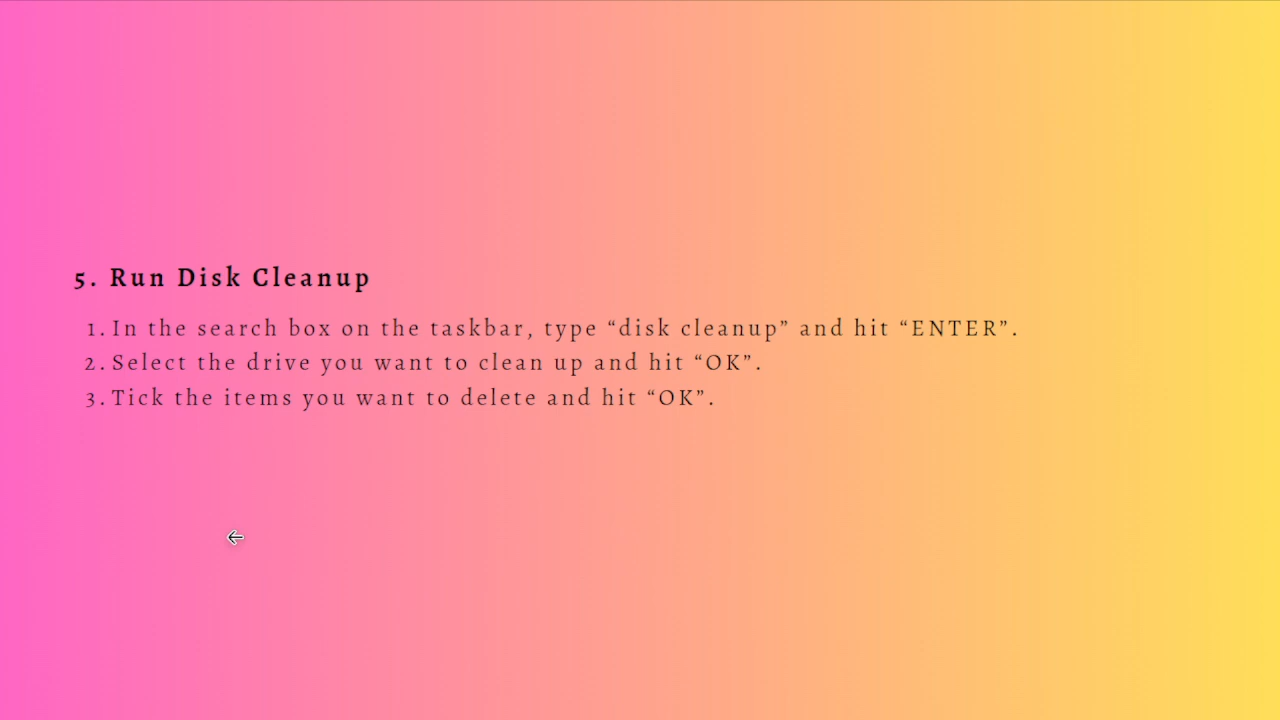 5. Run Disk Cleanup
1. In the search box on the taskbar, type “disk cleanup” and hit “ENTER”.
2. Select the drive you want to clean up and hit “OK”.
3. Tick the items you want to delete and hit “OK”.